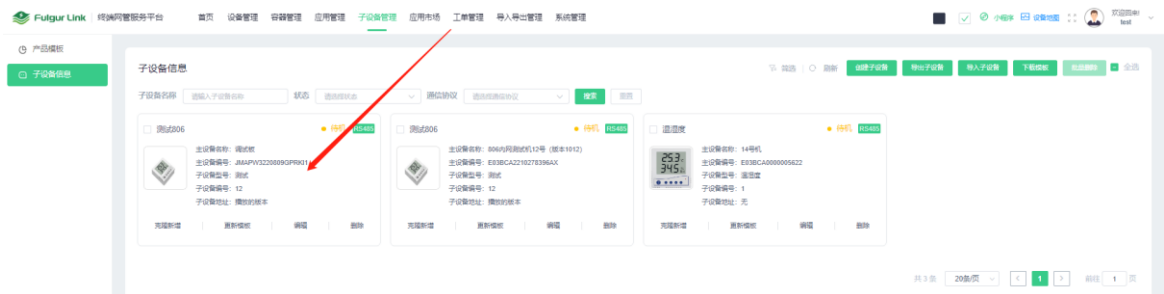 Fulgur Link 终端网管服务平台 首页 设备管理 容器管理 应用管理 子设备管理 应用市场 工单管理 导入导出管理 系统管理 小程序 设备地图 欢迎回来! test
产品模板
子设备信息
子设备信息 筛选 刷新 创建子设备 导出子设备 导入子设备 下载模板 批量删除 全选
子设备名称 请输入子设备名称 状态 请选择状态 通信协议 请选择通信协议 搜索 重置
测试806 待机 RS485
主设备名称: 调试板
主设备编号: JMAPW3220809GPRKI01
子设备型号: 测试
子设备编号: 12
子设备地址: 摆放的版本
克隆新增 更新模板 编辑 删除
测试806 待机 RS485
主设备名称: 806内网测试机12号 (版本1012)
主设备编号: E03BCA2210278396AX
子设备型号: 测试
子设备编号: 12
子设备地址: 摆放的版本
克隆新增 更新模板 编辑 删除
温湿度 待机 RS485
主设备名称: 14号机
主设备编号: E03BCA0000005622
子设备型号: 温湿度
子设备编号: 1
子设备地址: 无
克隆新增 更新模板 编辑 删除
共 3 条 20条/页 1 前往 1 页